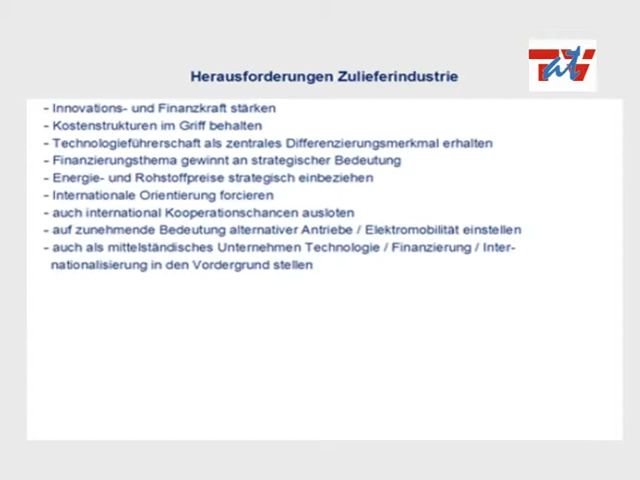 Herausforderungen Zulieferindustrie
- Innovations- und Finanzkraft stärken
- Kostenstrukturen im Griff behalten
- Technologieführerschaft als zentrales Differenzierungsmerkmal erhalten
- Finanzierungsthema gewinnt an strategischer Bedeutung
- Energie- und Rohstoffpreise strategisch einbeziehen
- Internationale Orientierung forcieren
- auch international Kooperationschancen ausloten
- auf zunehmende Bedeutung alternativer Antriebe / Elektromobilität einstellen
- auch als mittelständisches Unternehmen Technologie / Finanzierung / Inter-
nationalisierung in den Vordergrund stellen